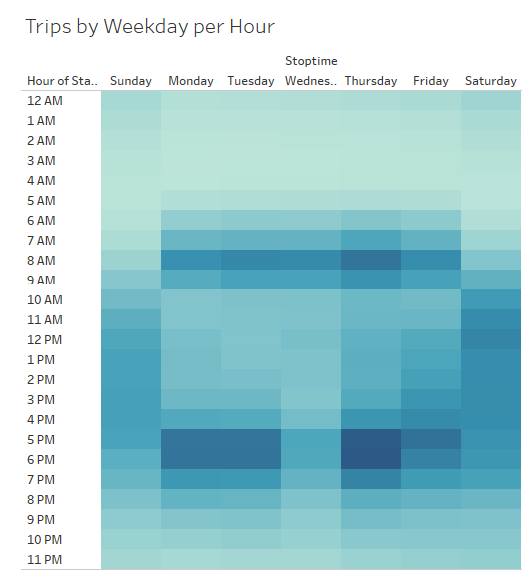 Trips by Weekday per Hour
Stoptime
Hour of Sta.. Sunday Monday Tuesday Wednes.. Thursday Friday Saturday
12 AM
1 AM
2 AM
3 AM
4 AM
5 AM
6 AM
7 AM
8 AM
9 AM
10 AM
11 AM
12 PM
1 PM
2 PM
3 PM
4 PM
5 PM
6 PM
7 PM
8 PM
9 PM
10 PM
11 PM